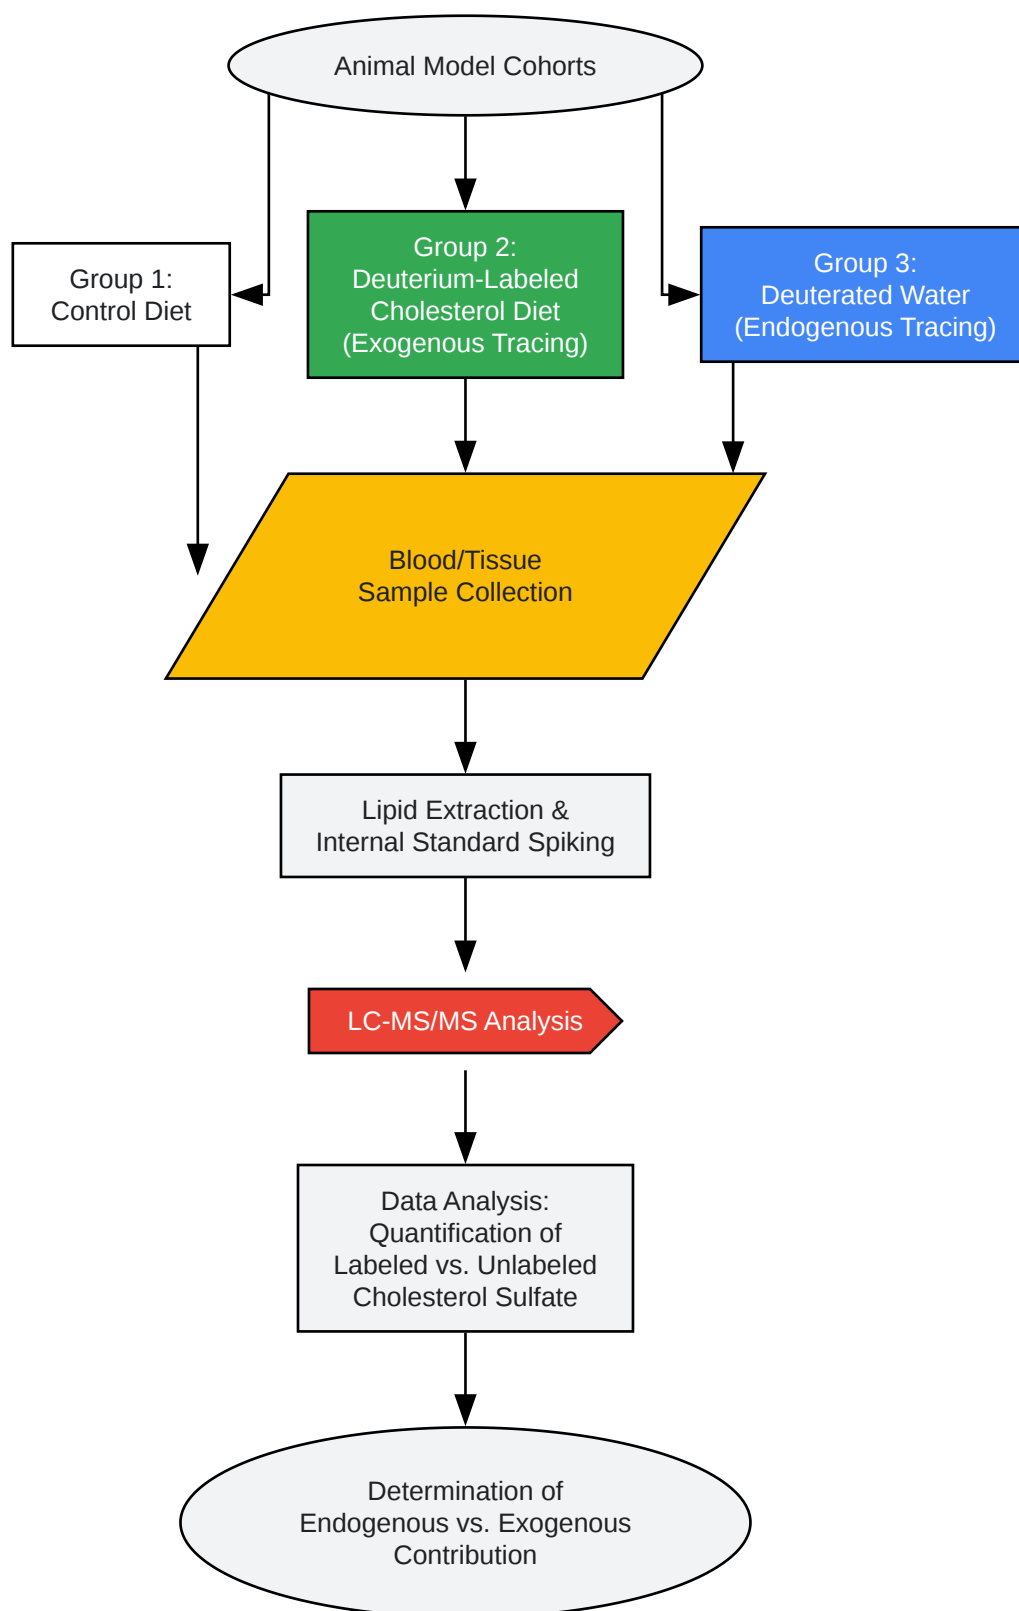 Animal Model Cohorts
Group 1:
Control Diet
Group 2:
Deuterium-Labeled
Cholesterol Diet
(Exogenous Tracing)
Group 3:
Deuterated Water
(Endogenous Tracing)
Blood/Tissue
Sample Collection
Lipid Extraction &
Internal Standard Spiking
LC-MS/MS Analysis
Data Analysis:
Quantification of
Labeled vs. Unlabeled
Cholesterol Sulfate
Determination of
Endogenous vs. Exogenous
Contribution